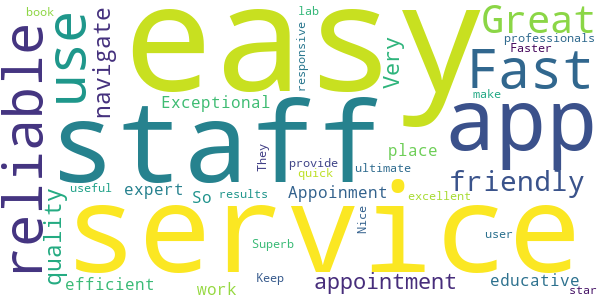 book
easy
lab
Great
reliable
use
navigate
responsive
Very
professionals
Faster
Fast
make
Exceptional
staff
app
They
provide
quick
ultimate
place
friendly
useful
expert
So
results
Appoinment
excellent
quality
service
Nice
user
Superb
efficient
work
Keep
appointment
educative
star